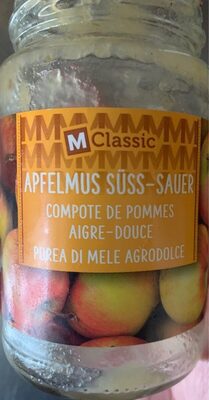 M Classic
APFELMUS SÜSS-SAUER
COMPOTE DE POMMES
AIGRE-DOUCE
PUREA DI MELE AGRODOLCE